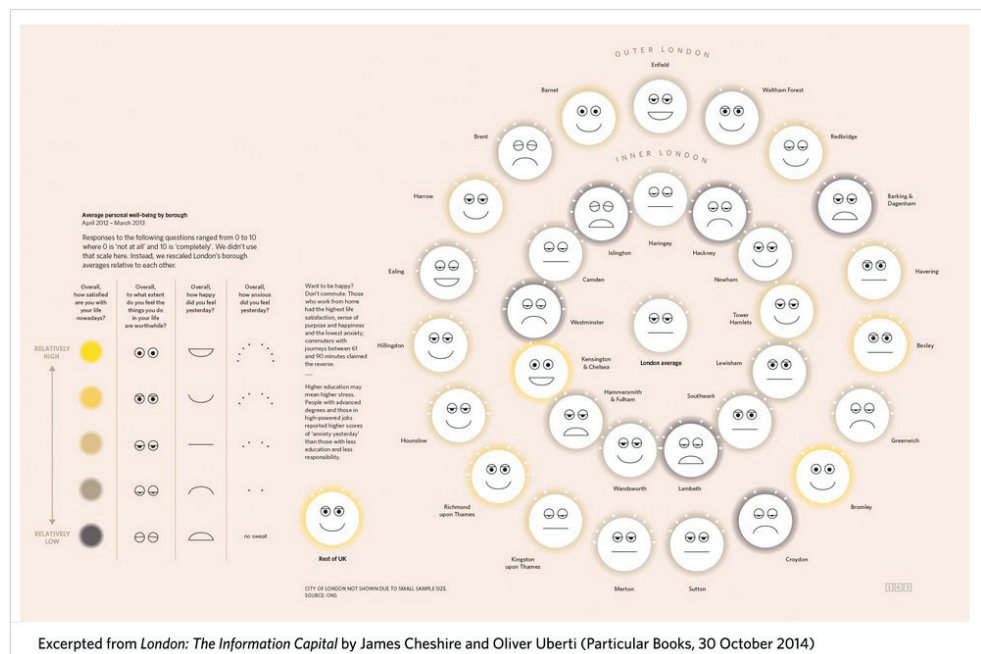 Average personal well-being by borough
April 2012 – March 2013
Responses to the following questions ranged from 0 to 10
where 0 is 'not at all' and 10 is 'completely'. We didn't use
that scale here. Instead, we rescaled London's borough
averages relative to each other.
Overall,
how satisfied
are you with
your life
nowadays?
Overall,
to what extent
do you feel the
things you do
in your life
are worthwhile?
Overall,
how happy
did you feel
yesterday?
Overall,
how anxious
did you feel
yesterday?
RELATIVELY
HIGH
RELATIVELY
LOW
no sweat
Want to be happy?
Don't commute. Those
who work from home
had the highest life
satisfaction, sense of
purpose and happiness
and the lowest anxiety;
commuters with
journeys between 61
and 90 minutes claimed
the reverse.
Higher education may
mean higher stress.
People with advanced
degrees and those in
high-powered jobs
reported higher scores
of 'anxiety yesterday'
than those with less
education and less
responsibility.
Rest of UK
CITY OF LONDON NOT SHOWN DUE TO SMALL SAMPLE SIZE.
SOURCE: ONS
OUTER LONDON
Enfield
Barnet
Waltham Forest
Brent
Redbridge
INNER LONDON
Harrow
Barking &
Dagenham
Islington
Haringey
Hackney
Ealing
Camden
Newham
Havering
Westminster
Tower
Hamlets
Hillingdon
Kensington
& Chelsea
London average
Lewisham
Bexley
Hammersmith
& Fulham
Southwark
Hounslow
Greenwich
Wandsworth
Lambeth
Richmond
upon Thames
Bromley
Kingston
upon Thames
Merton
Sutton
Croydon
Excerpted from London: The Information Capital by James Cheshire and Oliver Uberti (Particular Books, 30 October 2014)